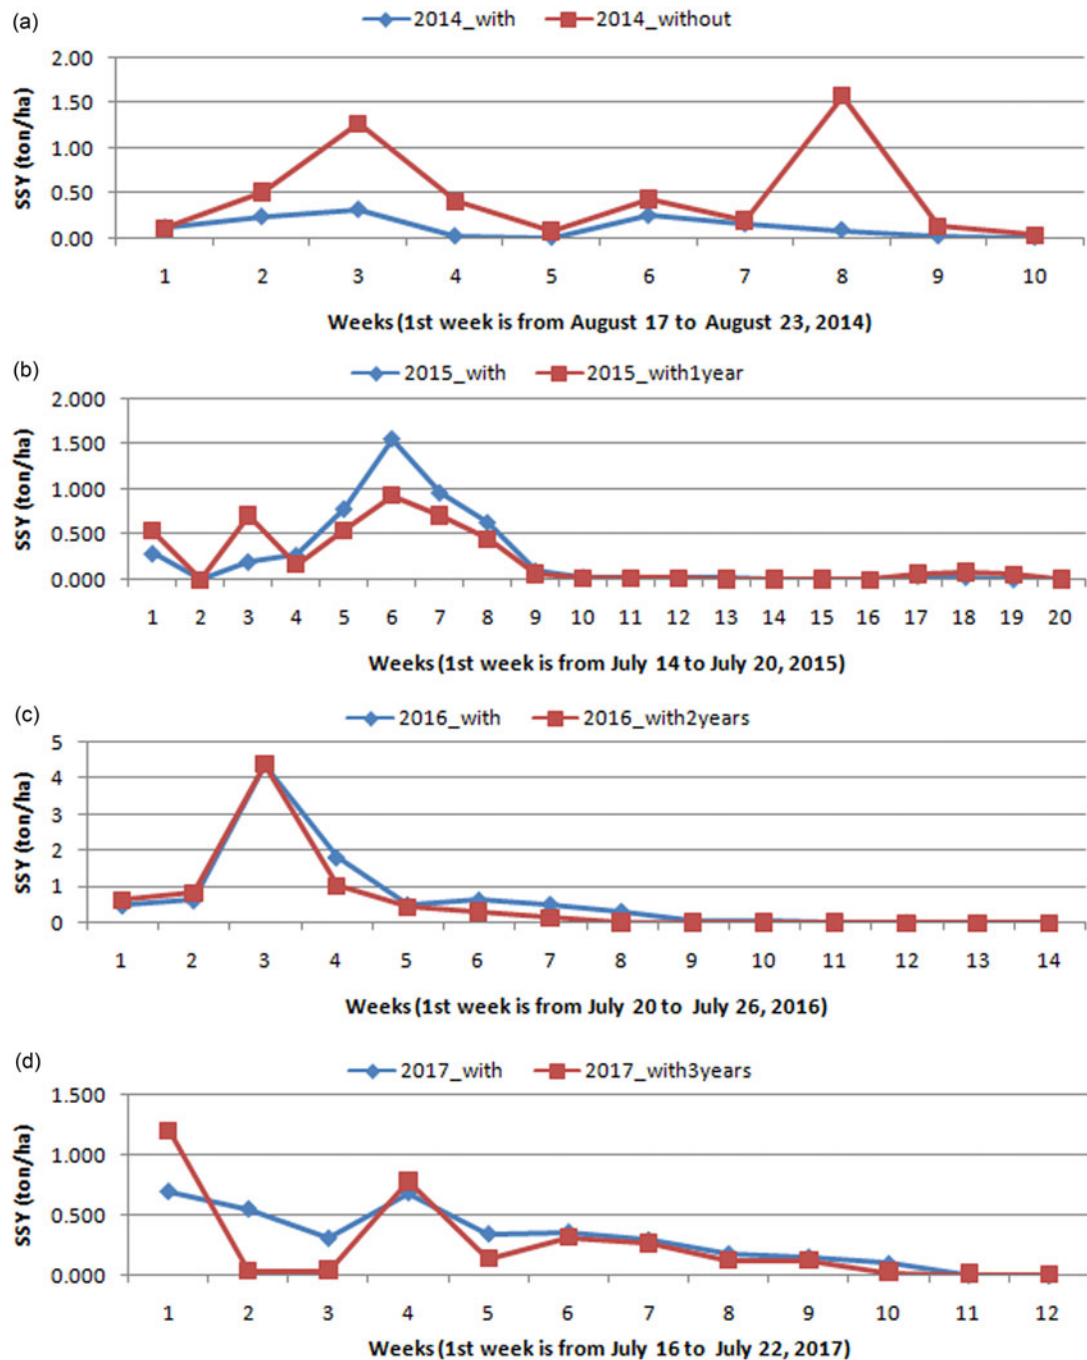 (a)
2014_with 2014_without
SSY (ton/ha)
2.00
1.50
1.00
0.50
0.00
1 2 3 4 5 6 7 8 9 10
Weeks (1st week is from August 17 to August 23, 2014)
(b)
2015_with 2015_with1year
SSY (ton/ha)
2.000
1.500
1.000
0.500
0.000
1 2 3 4 5 6 7 8 9 10 11 12 13 14 15 16 17 18 19 20
Weeks (1st week is from July 14 to July 20, 2015)
(c)
2016_with 2016_with2years
SSY (ton/ha)
5
4
3
2
1
0
1 2 3 4 5 6 7 8 9 10 11 12 13 14
Weeks (1st week is from July 20 to July 26, 2016)
(d)
2017_with 2017_with3years
SSY (ton/ha)
1.500
1.000
0.500
0.000
1 2 3 4 5 6 7 8 9 10 11 12
Weeks (1st week is from July 16 to July 22, 2017)